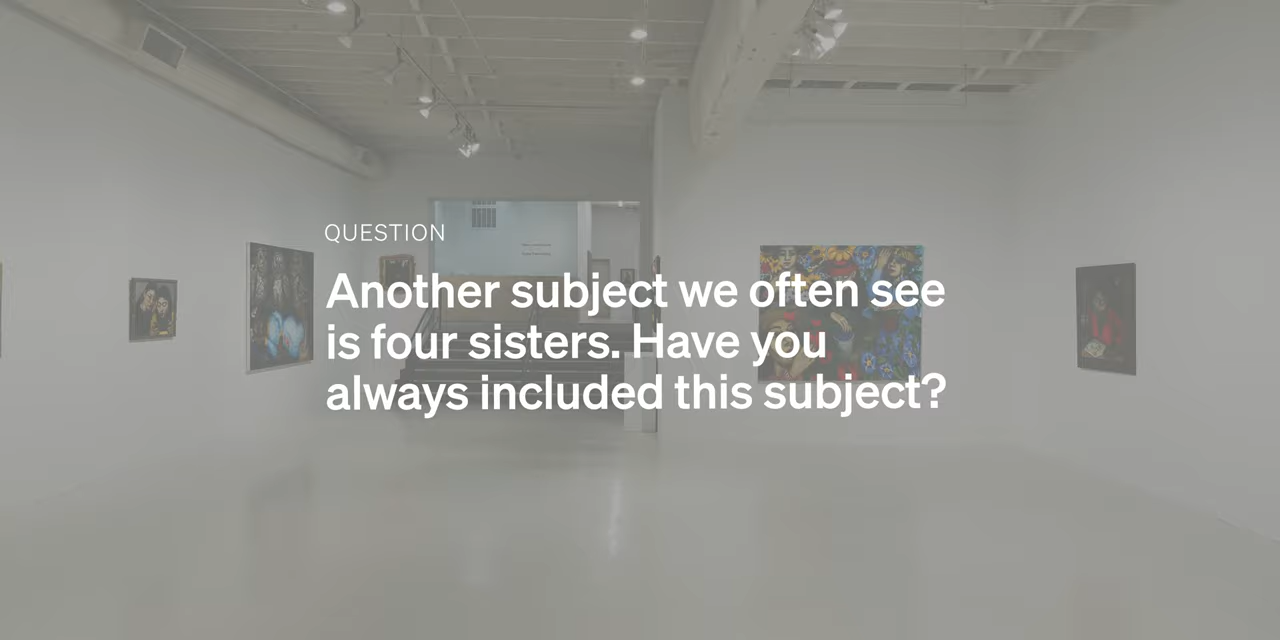 QUESTION
Another subject we often see
is four sisters. Have you
always included this subject?